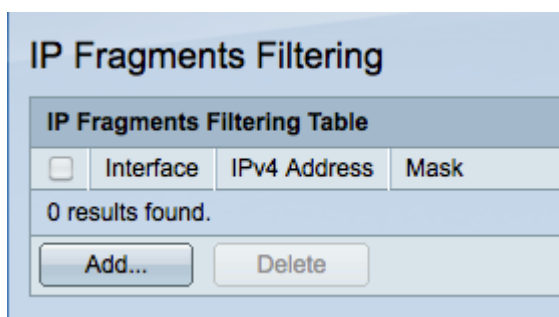 IP Fragments Filtering
IP Fragments Filtering Table
Interface IPv4 Address Mask
0 results found.
Add... Delete